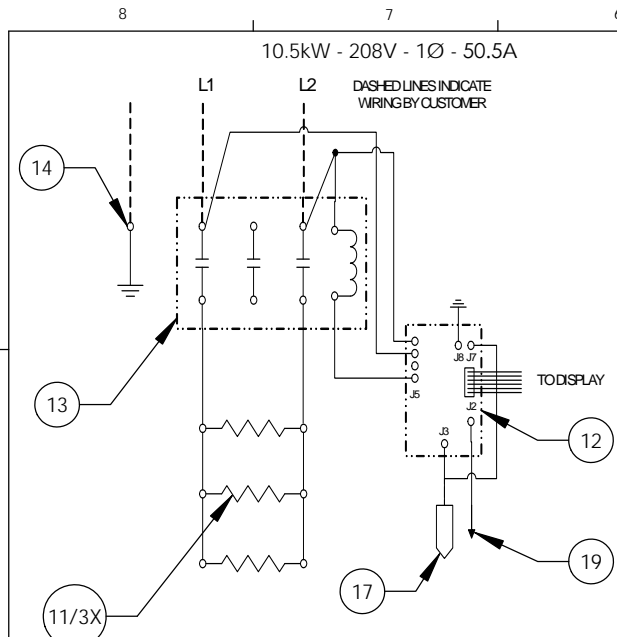 8 7 6
10.5kW - 208V - 1Ø - 50.5A
L1 L2 DASHED LINES INDICATE
WIRING BY CUSTOMER
14
J8 J7
TO DISPLAY
J5
13
J2
12
J3
17
19
11/3X